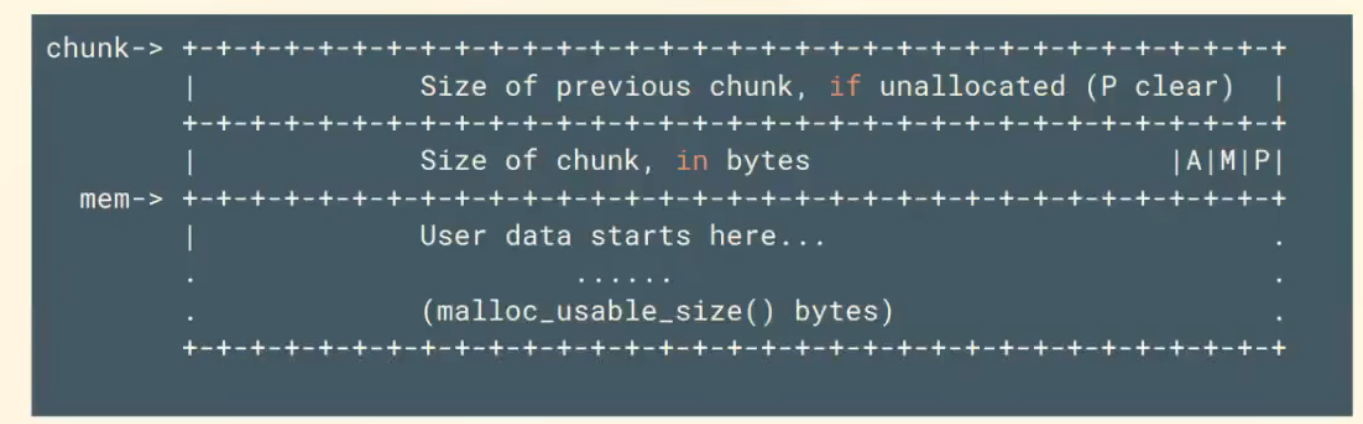 chunk-> +-+-+-+-+-+-+-+-+-+-+-+-+-+-+-+-+-+-+-+-+-+-+-+-+-+-+-+-+-+-+-+-+
        |             Size of previous chunk, if unallocated (P clear)  |
        +-+-+-+-+-+-+-+-+-+-+-+-+-+-+-+-+-+-+-+-+-+-+-+-+-+-+-+-+-+-+-+-+
        |             Size of chunk, in bytes                     |A|M|P|
  mem-> +-+-+-+-+-+-+-+-+-+-+-+-+-+-+-+-+-+-+-+-+-+-+-+-+-+-+-+-+-+-+-+-+
        |             User data starts here...                          .
        .                      ......                                   .
        .             (malloc_usable_size() bytes)                      .
        +-+-+-+-+-+-+-+-+-+-+-+-+-+-+-+-+-+-+-+-+-+-+-+-+-+-+-+-+-+-+-+-+